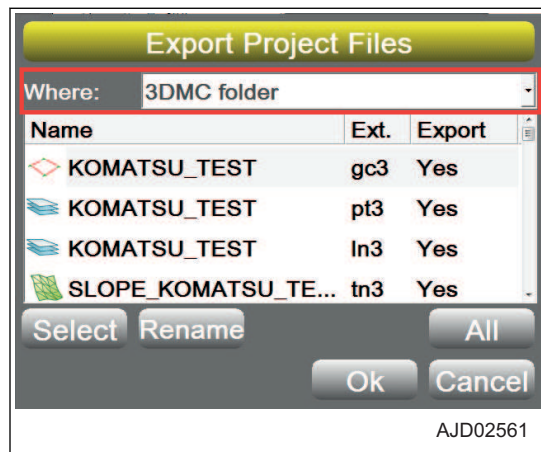 Export Project Files
Where: 3DMC folder
Name Ext. Export
KOMATSU_TEST gc3 Yes
KOMATSU_TEST pt3 Yes
KOMATSU_TEST ln3 Yes
SLOPE_KOMATSU_TE... tn3 Yes
Select Rename All
Ok Cancel
AJD02561